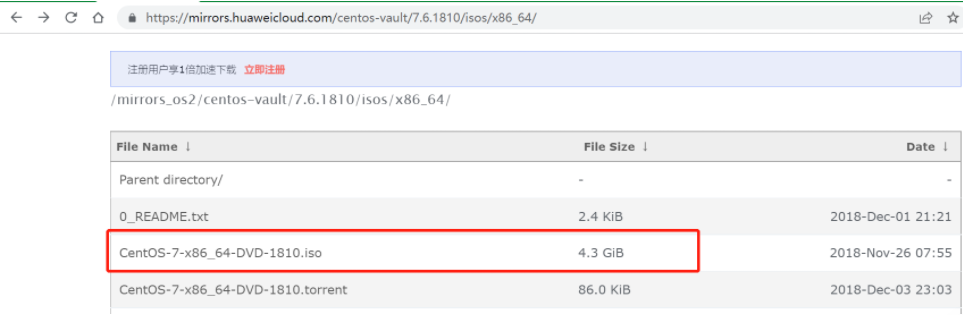 https://mirrors.huaweicloud.com/centos-vault/7.6.1810/isos/x86_64/
注册用户享1倍加速下载 立即注册
/mirrors_os2/centos-vault/7.6.1810/isos/x86_64/
File Name ↓ File Size ↓ Date ↓
Parent directory/ - -
0_README.txt 2.4 KiB 2018-Dec-01 21:21
CentOS-7-x86_64-DVD-1810.iso 4.3 GiB 2018-Nov-26 07:55
CentOS-7-x86_64-DVD-1810.torrent 86.0 KiB 2018-Dec-03 23:03